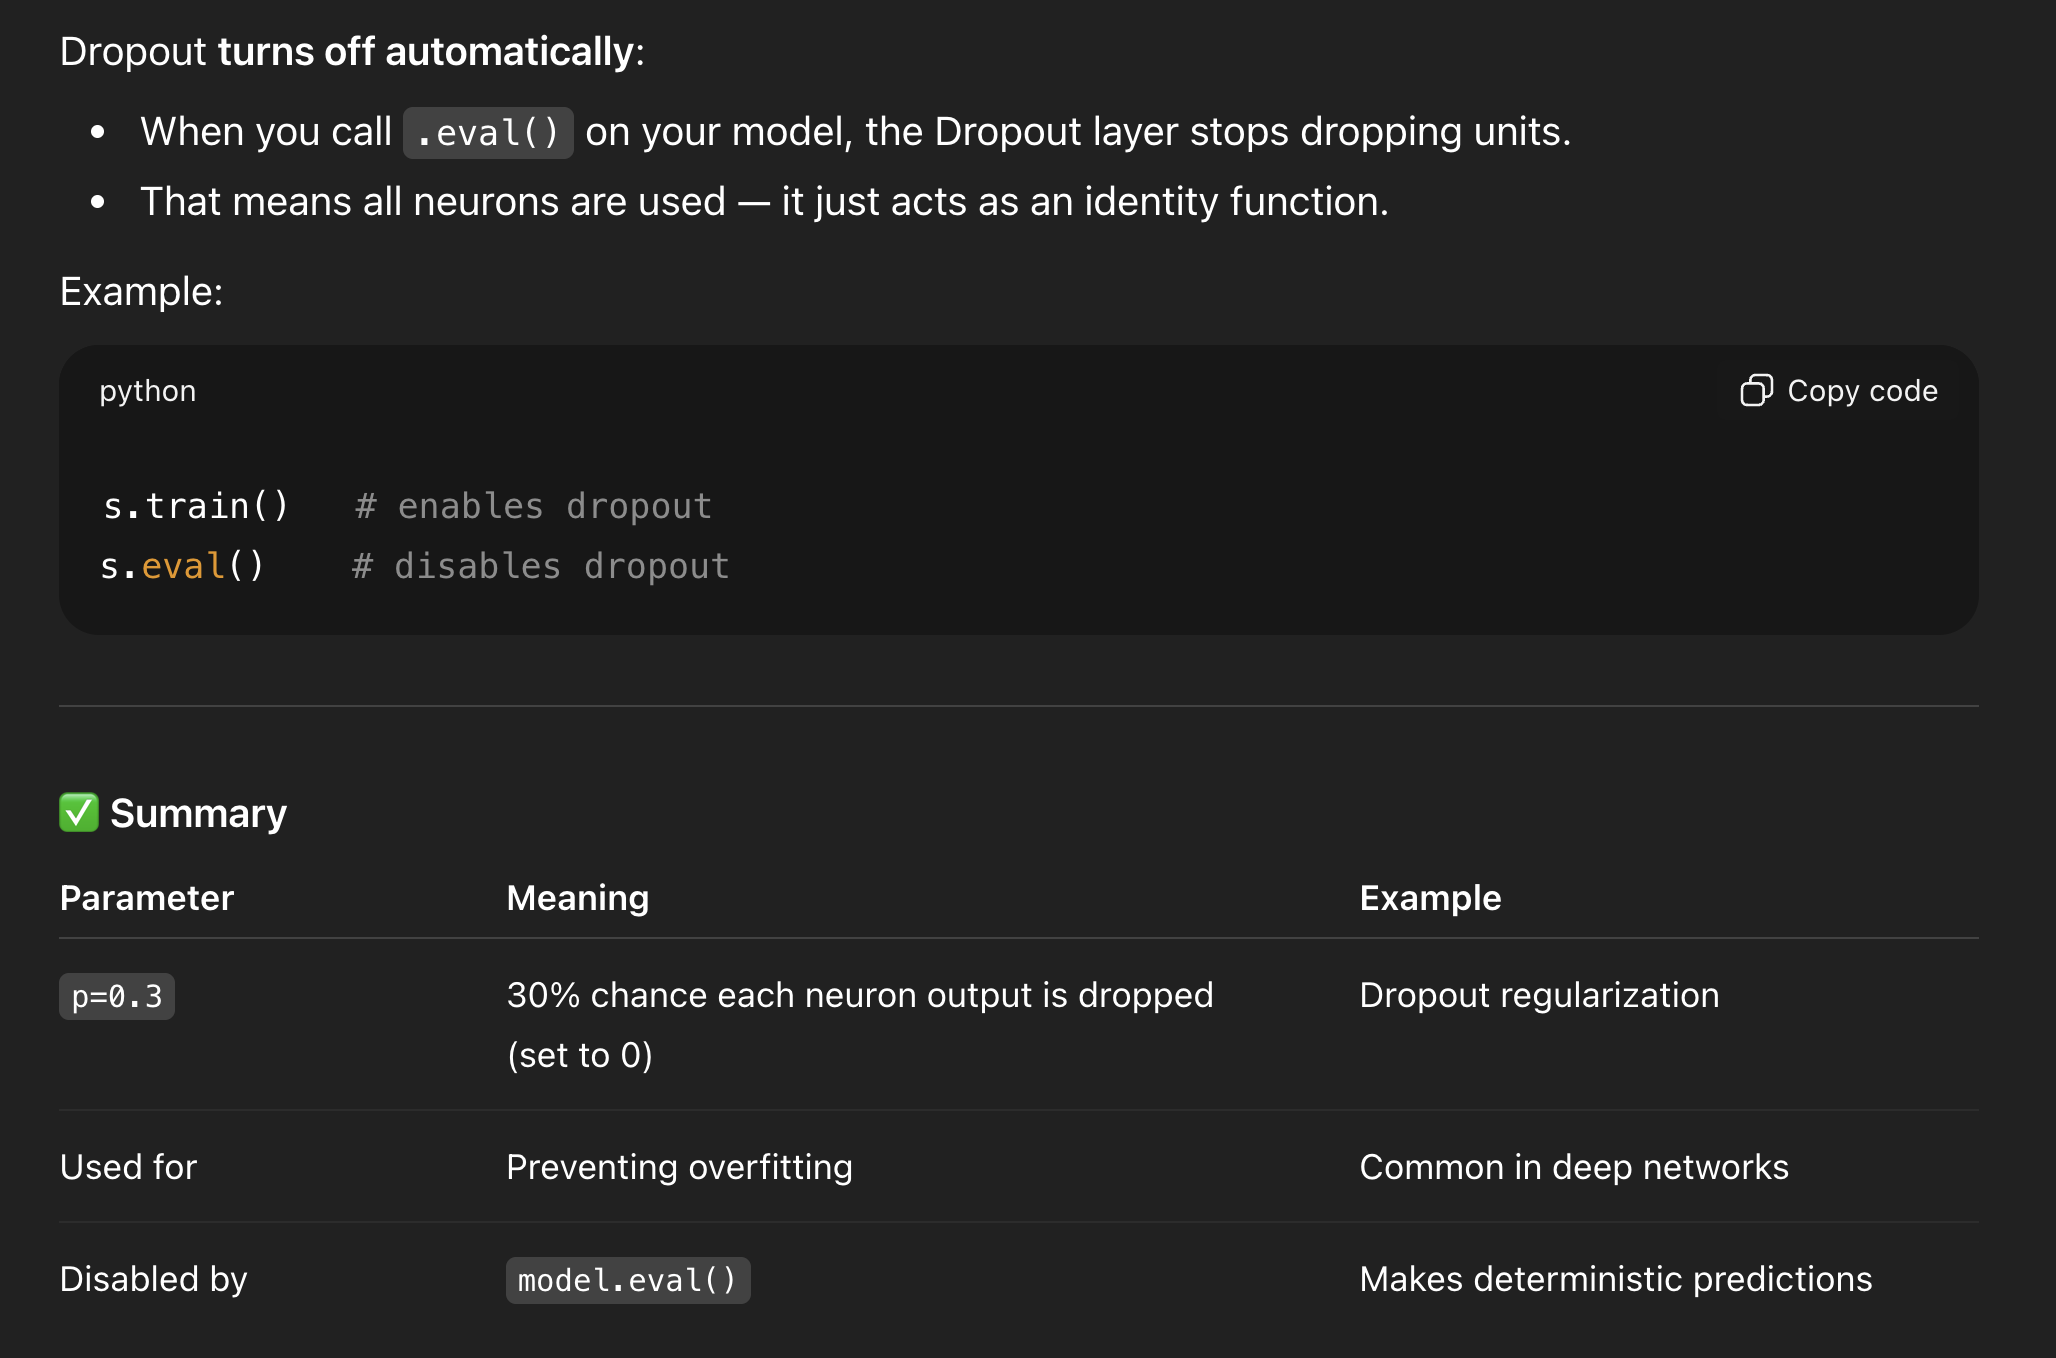 Dropout turns off automatically:
When you call .eval() on your model, the Dropout layer stops dropping units.
That means all neurons are used — it just acts as an identity function.
Example:
python
Copy code
s.train()   # enables dropout
s.eval()    # disables dropout
✅ Summary
Parameter Meaning Example
p=0.3 30% chance each neuron output is dropped Dropout regularization
(set to 0)
Used for Preventing overfitting Common in deep networks
Disabled by model.eval() Makes deterministic predictions